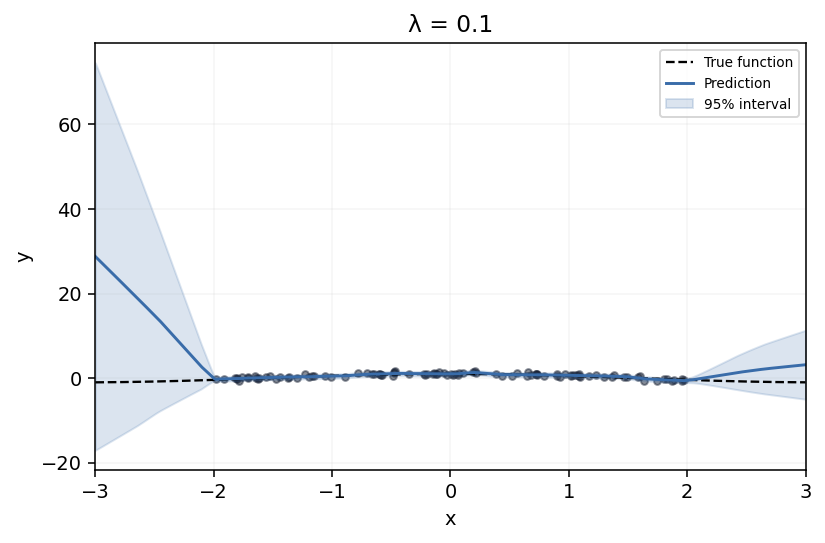 λ = 0.1
True function
Prediction
95% interval
60
40
20
0
−20
y
−3
−2
−1
0
1
2
3
x